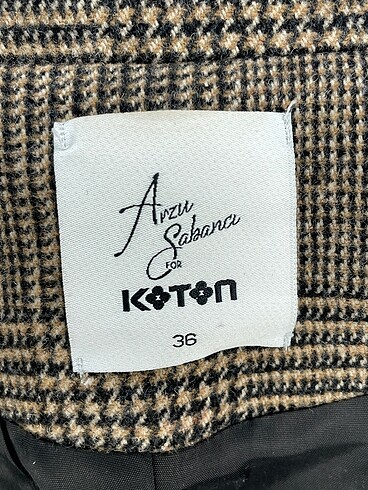 Arzu
Sabancı
FOR
KOTON
36